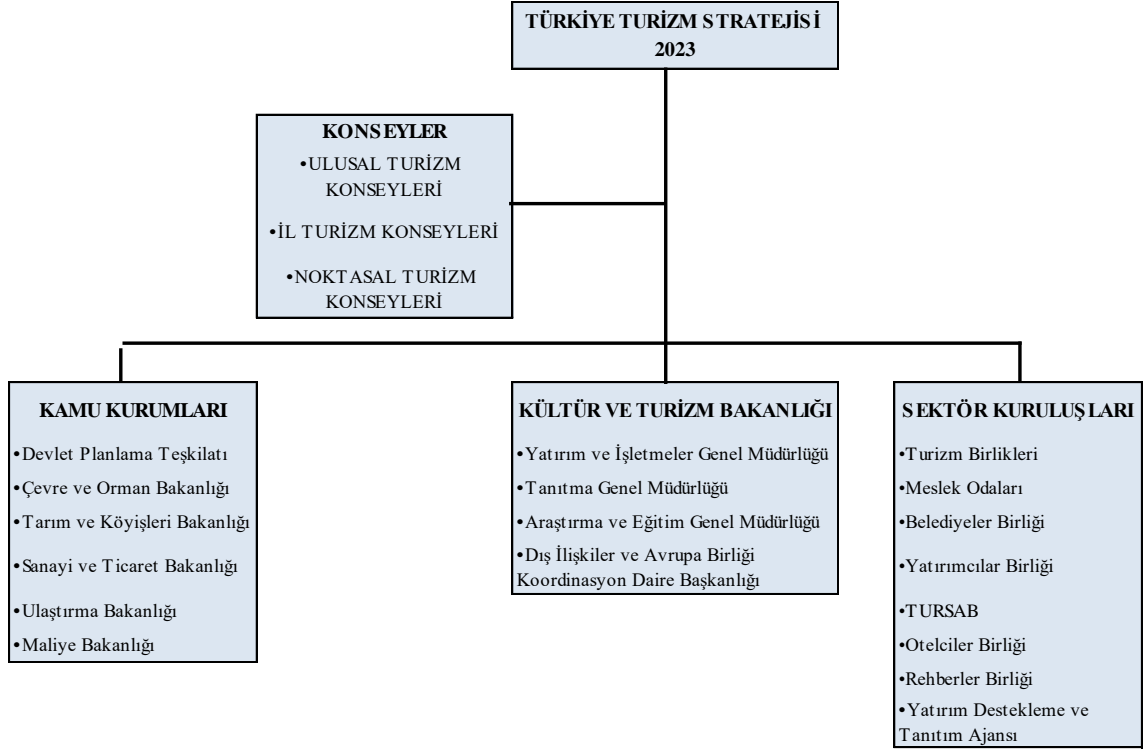 TÜRKİYE TURİZM STRATEJİSİ
2023
KONSEYLER
•ULUSAL TURİZM
KONSEYLERİ
•İL TURİZM KONSEYLERİ
•NOKTASAL TURİZM
KONSEYLERİ
KAMU KURUMLARI
•Devlet Planlama Teşkilatı
•Çevre ve Orman Bakanlığı
•Tarım ve Köyişleri Bakanlığı
•Sanayi ve Ticaret Bakanlığı
•Ulaştırma Bakanlığı
•Maliye Bakanlığı
KÜLTÜR VE TURİZM BAKANLIĞI
•Yatırım ve İşletmeler Genel Müdürlüğü
•Tanıtma Genel Müdürlüğü
•Araştırma ve Eğitim Genel Müdürlüğü
•Dış İlişkiler ve Avrupa Birliği
Koordinasyon Daire Başkanlığı
SEKTÖR KURULUŞLARI
•Turizm Birlikleri
•Meslek Odaları
•Belediyeler Birliği
•Yatırımcılar Birliği
•TURSAB
•Otelciler Birliği
•Rehberler Birliği
•Yatırım Destekleme ve
Tanıtım Ajansı